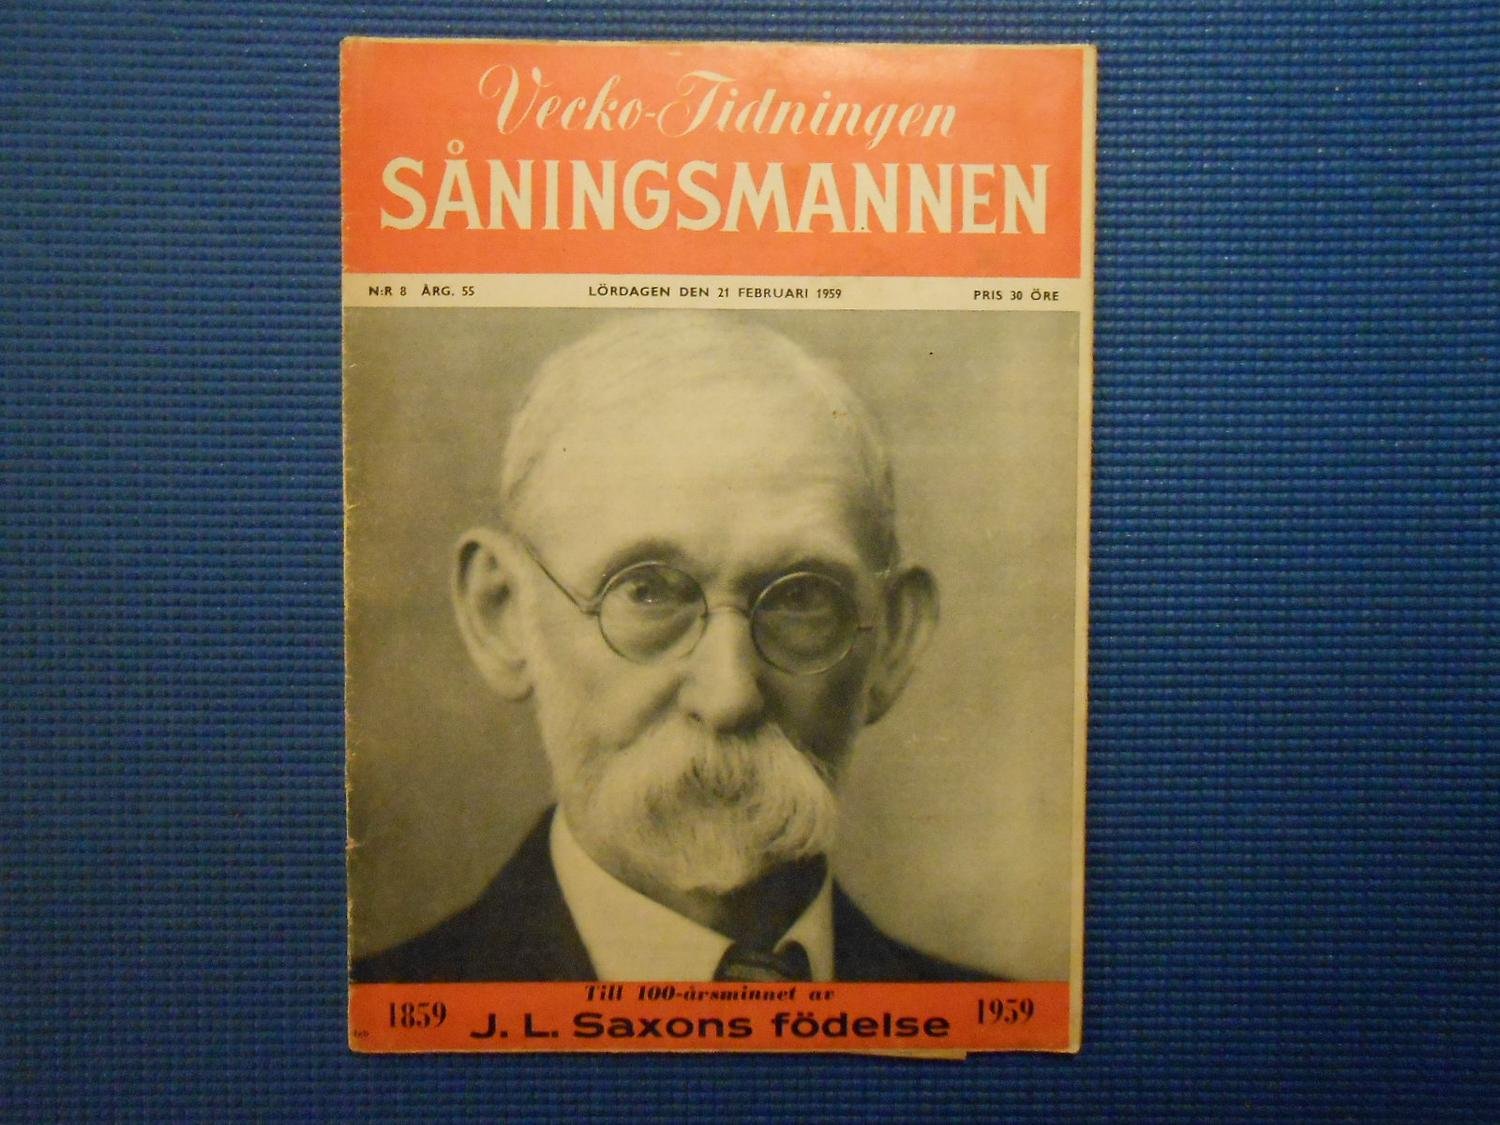 Vecko-Tidningen
SÅNINGSMANNEN
N:R 8 ÅRG. 55 LÖRDAGEN DEN 21 FEBRUARI 1959 PRIS 30 ÖRE
Till 100-årsminnet av
1859 J. L. Saxons födelse 1959